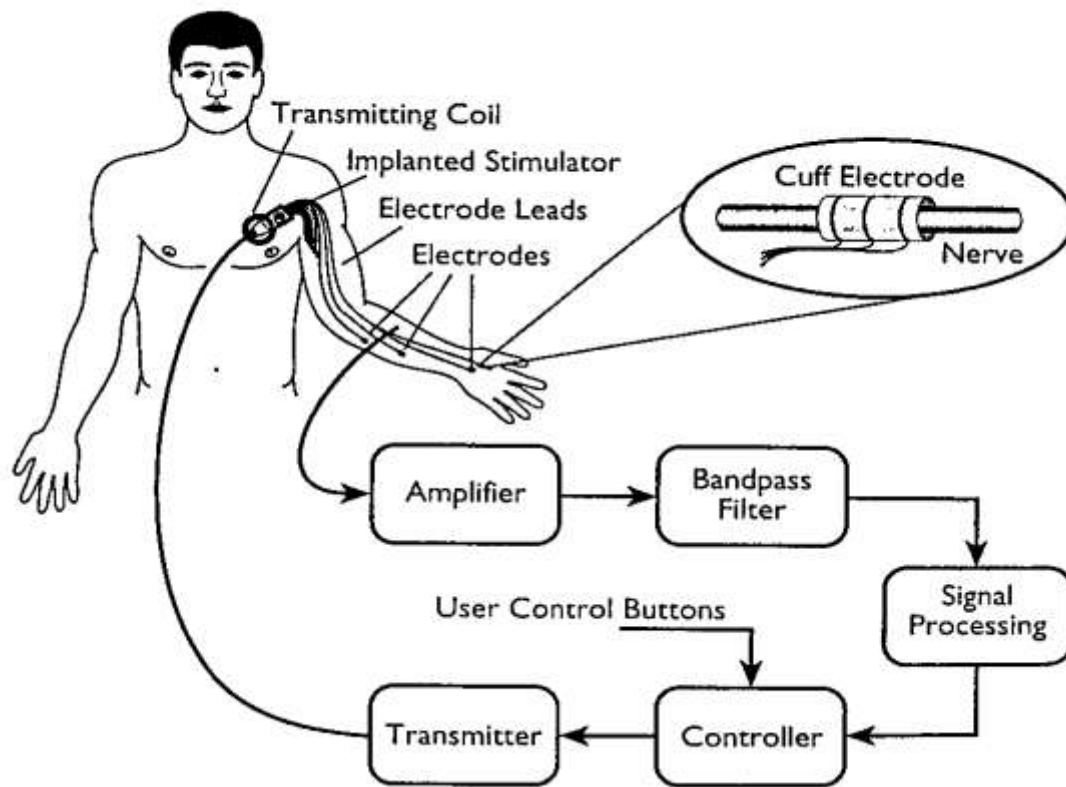 Transmitting Coil
Implanted Stimulator
Electrode Leads
Electrodes
Cuff Electrode
Nerve
Amplifier
Bandpass
Filter
Signal
Processing
User Control Buttons
Controller
Transmitter